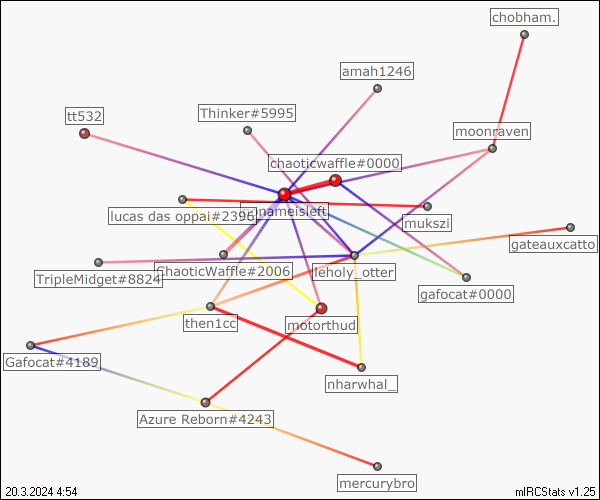 chobham.
amah1246
tt532
Thinker#5995
moonraven
chaoticwaffle#0000
lucas das oppai#2396
nameisleft
mukszi
gateauxcatto
TripleMidget#8824
ChaoticWaffle#2006
leholy_otter
gafocat#0000
then1cc
motorthud
Gafocat#4189
nharwhal_
Azure Reborn#4243
mercurybro
20.3.2024 4:54
mIRCStats v1.25